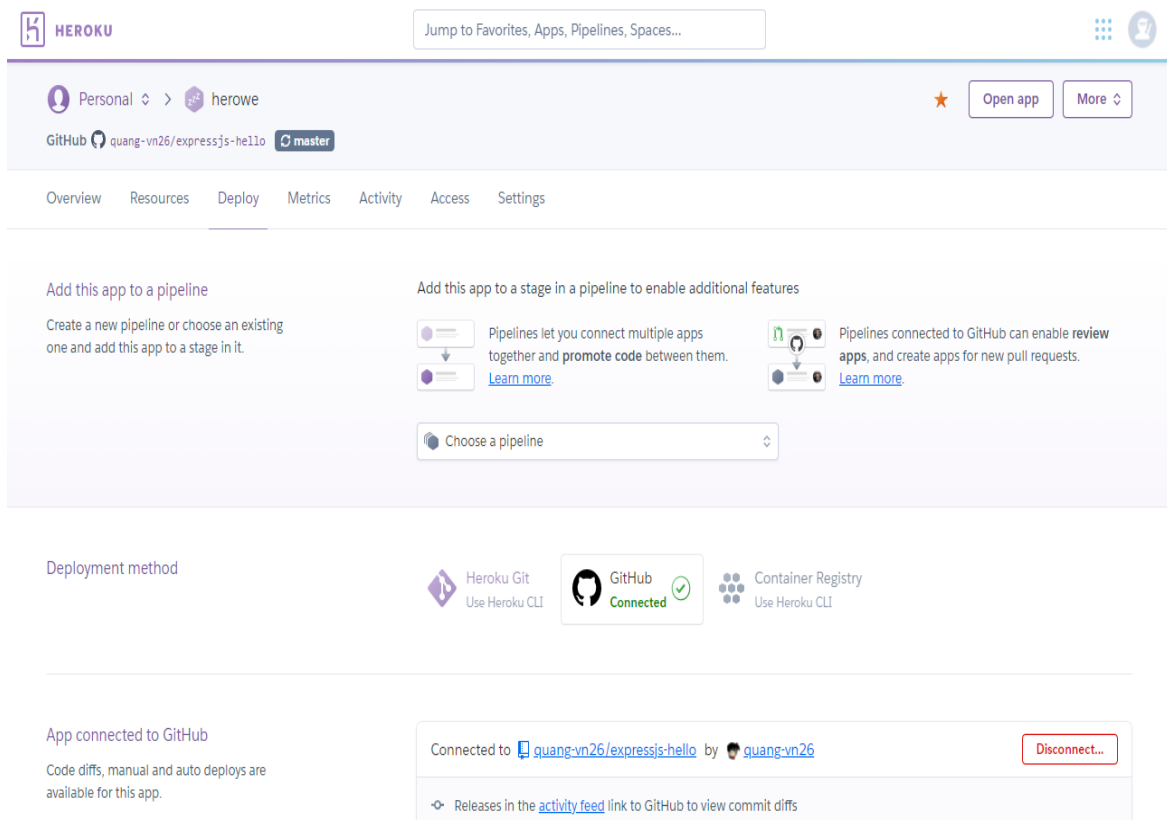 HEROKU
Jump to Favorites, Apps, Pipelines, Spaces...
Personal > herowe
Open app
More
GitHub quang-vn26/expressjs-hello master
Overview Resources Deploy Metrics Activity Access Settings
Add this app to a pipeline
Create a new pipeline or choose an existing
one and add this app to a stage in it.
Add this app to a stage in a pipeline to enable additional features
Pipelines let you connect multiple apps
together and promote code between them.
Learn more.
Pipelines connected to GitHub can enable review
apps, and create apps for new pull requests.
Learn more.
Choose a pipeline
Deployment method
Heroku Git
Use Heroku CLI
GitHub
Connected
Container Registry
Use Heroku CLI
App connected to GitHub
Code diffs, manual and auto deploys are
available for this app.
Connected to quang-vn26/expressjs-hello by quang-vn26
Disconnect...
Releases in the activity feed link to GitHub to view commit diffs